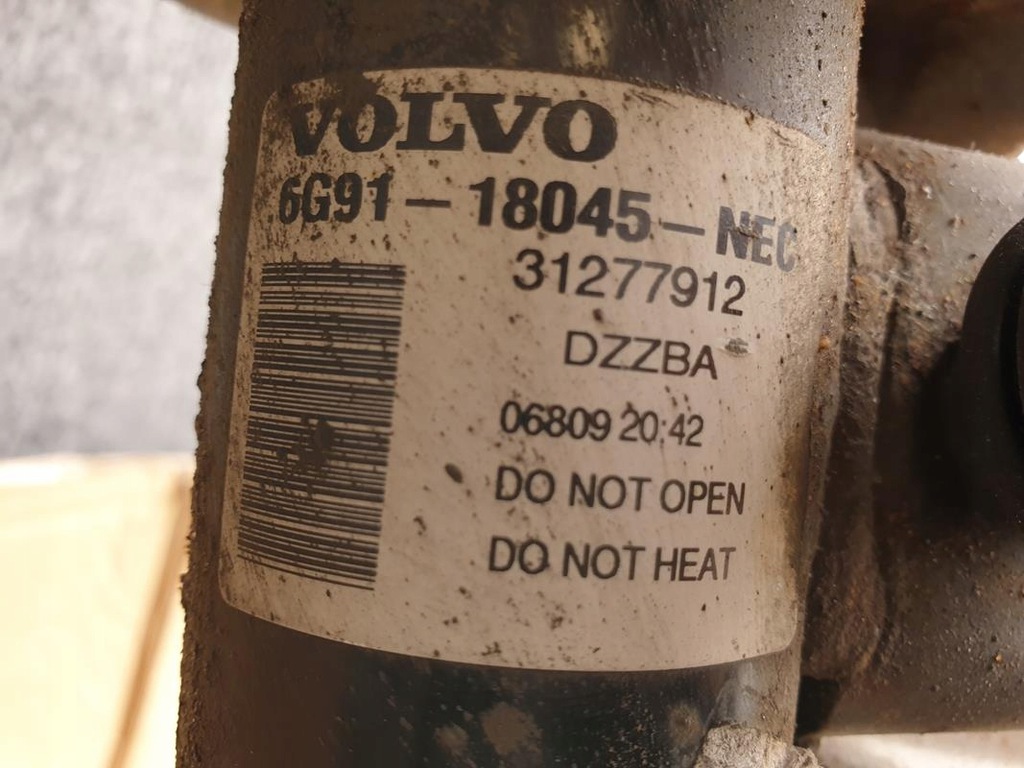 VOLVO
6G91-18045-NEC
31277912
DZZBA
06809 20:42
DO NOT OPEN
DO NOT HEAT